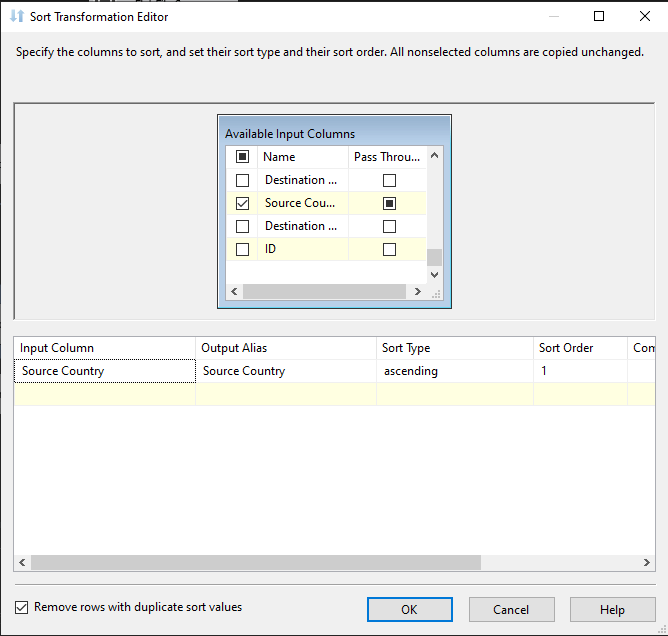 Sort Transformation Editor
Specify the columns to sort, and set their sort type and their sort order. All nonselected columns are copied unchanged.
Available Input Columns
Name Pass Throu...
Destination ...
Source Cou...
Destination ...
ID
Input Column Output Alias Sort Type Sort Order Com
Source Country Source Country ascending 1
Remove rows with duplicate sort values
OK Cancel Help